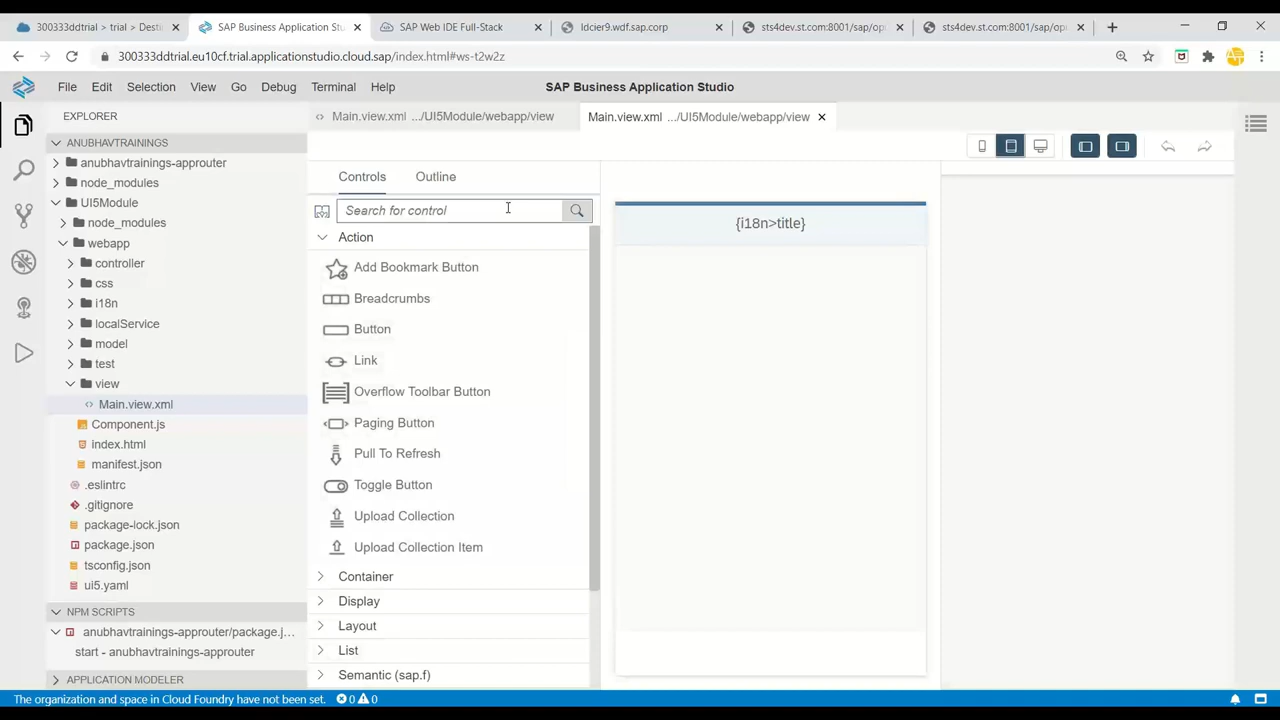 300333ddtrial > trial > Desti
SAP Business Application Studio
SAP Web IDE Full-Stack
ldcier9.wdf.sap.corp
sts4dev.st.com:8001/sap/op
sts4dev.st.com:8001/sap/op
300333ddtrial.eu10cf.trial.applicationstudio.cloud.sap/index.html#ws-t2w2z
File Edit Selection View Go Debug Terminal Help
SAP Business Application Studio
EXPLORER
Main.view.xml .../UI5Module/webapp/view
Main.view.xml .../UI5Module/webapp/view
ANUBHAVTRAININGS
anubhavtrainings-approuter
node_modules
UI5Module
node_modules
webapp
controller
css
i18n
localService
model
test
view
Main.view.xml
Component.js
index.html
manifest.json
.eslintrc
.gitignore
package-lock.json
package.json
tsconfig.json
ui5.yaml
NPM SCRIPTS
anubhavtrainings-approuter/package.j...
start - anubhavtrainings-approuter
APPLICATION MODELER
Controls
Outline
Search for control
Action
Add Bookmark Button
Breadcrumbs
Button
Link
Overflow Toolbar Button
Paging Button
Pull To Refresh
Toggle Button
Upload Collection
Upload Collection Item
Container
Display
Layout
List
Semantic (sap.f)
{i18n>title}
The organization and space in Cloud Foundry have not been set. 0 0